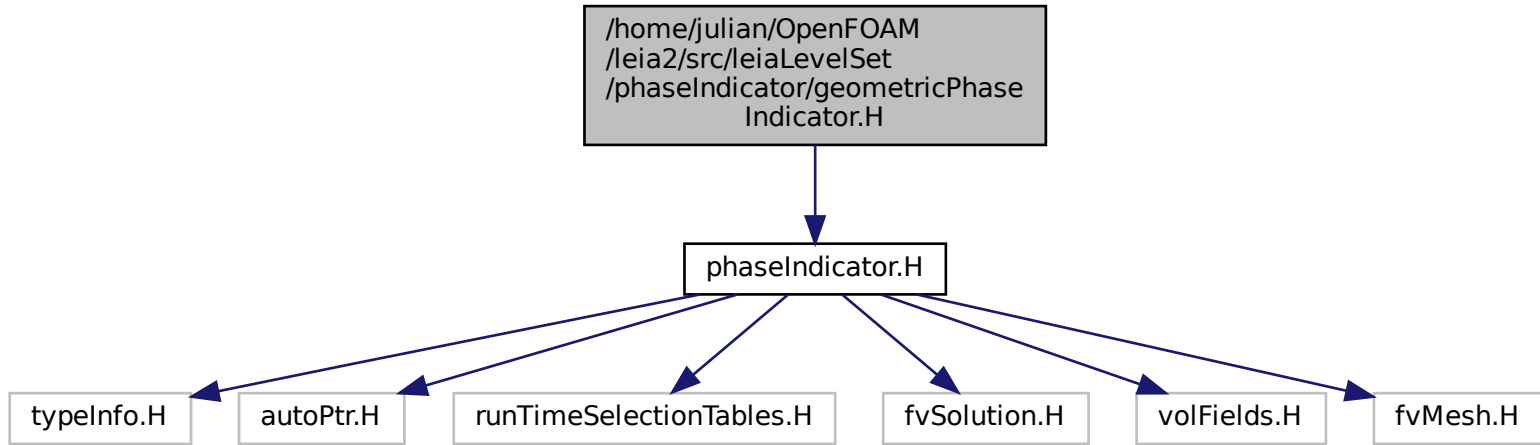 /home/julian/OpenFOAM
/leia2/src/leiaLevelSet
/phaseIndicator/geometricPhase
Indicator.H
phaseIndicator.H
typeInfo.H
autoPtr.H
runTimeSelectionTables.H
fvSolution.H
volFields.H
fvMesh.H